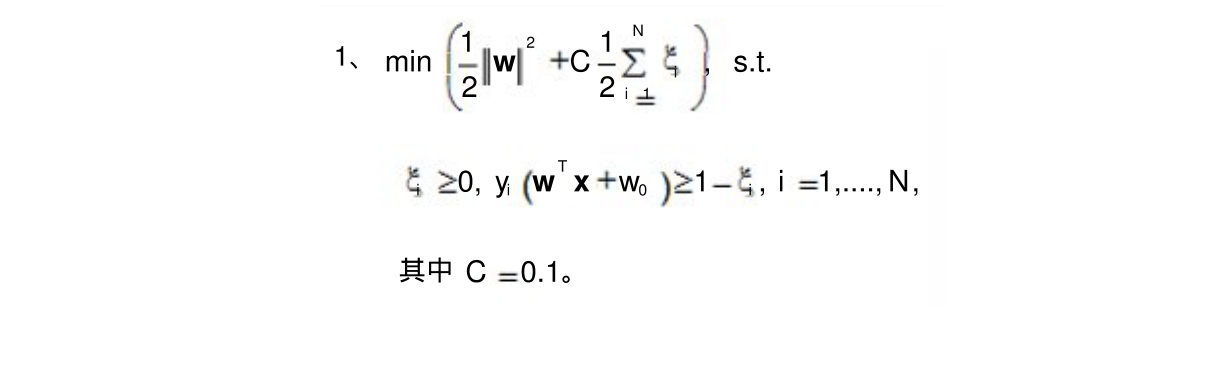 1、 min ( 1/2 ‖w‖² + C 1/2 ∑_{i=1}^{N} ξ_i ), s.t.
ξ_i ≥0, y_i (w^T x +w_0 )≥1−ξ_i, i =1,....,N,
其中 C =0.1。